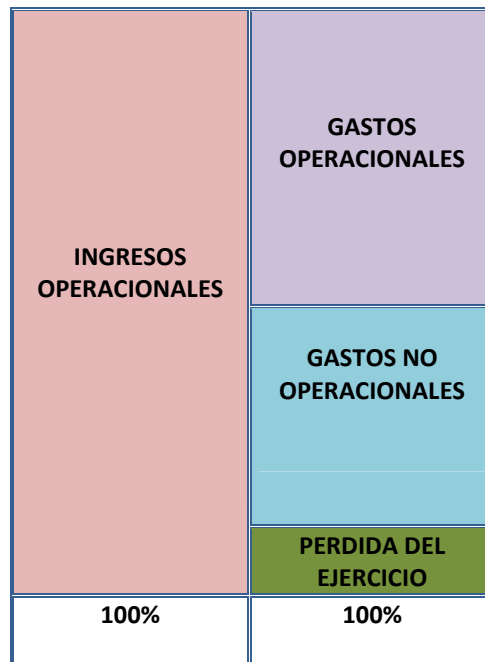 INGRESOS
OPERACIONALES
GASTOS
OPERACIONALES
GASTOS NO
OPERACIONALES
PERDIDA DEL
EJERCICIO
100%
100%